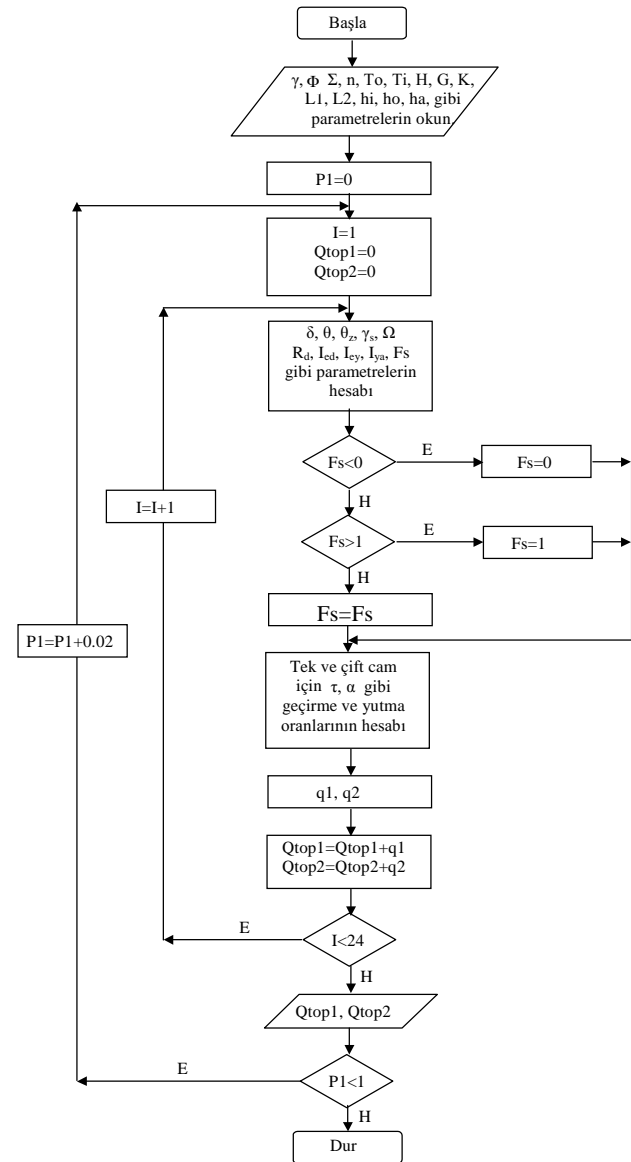 Başla
γ, Φ Σ, n, To, Ti, H, G, K,
L1, L2, hi, ho, ha, gibi
parametrelerin okun
P1=0
I=1
Qtop1=0
Qtop2=0
δ, θ, θz, γs, Ω
Rd, Ied, Iey, Iya, Fs
gibi parametrelerin
hesabı
Fs<0
E
Fs=0
H
I=I+1
Fs>1
E
Fs=1
H
Fs=Fs
P1=P1+0.02
Tek ve çift cam
için τ, α gibi
geçirme ve yutma
oranlarının hesabı
q1, q2
Qtop1=Qtop1+q1
Qtop2=Qtop2+q2
E
I<24
H
Qtop1, Qtop2
E
P1<1
H
Dur